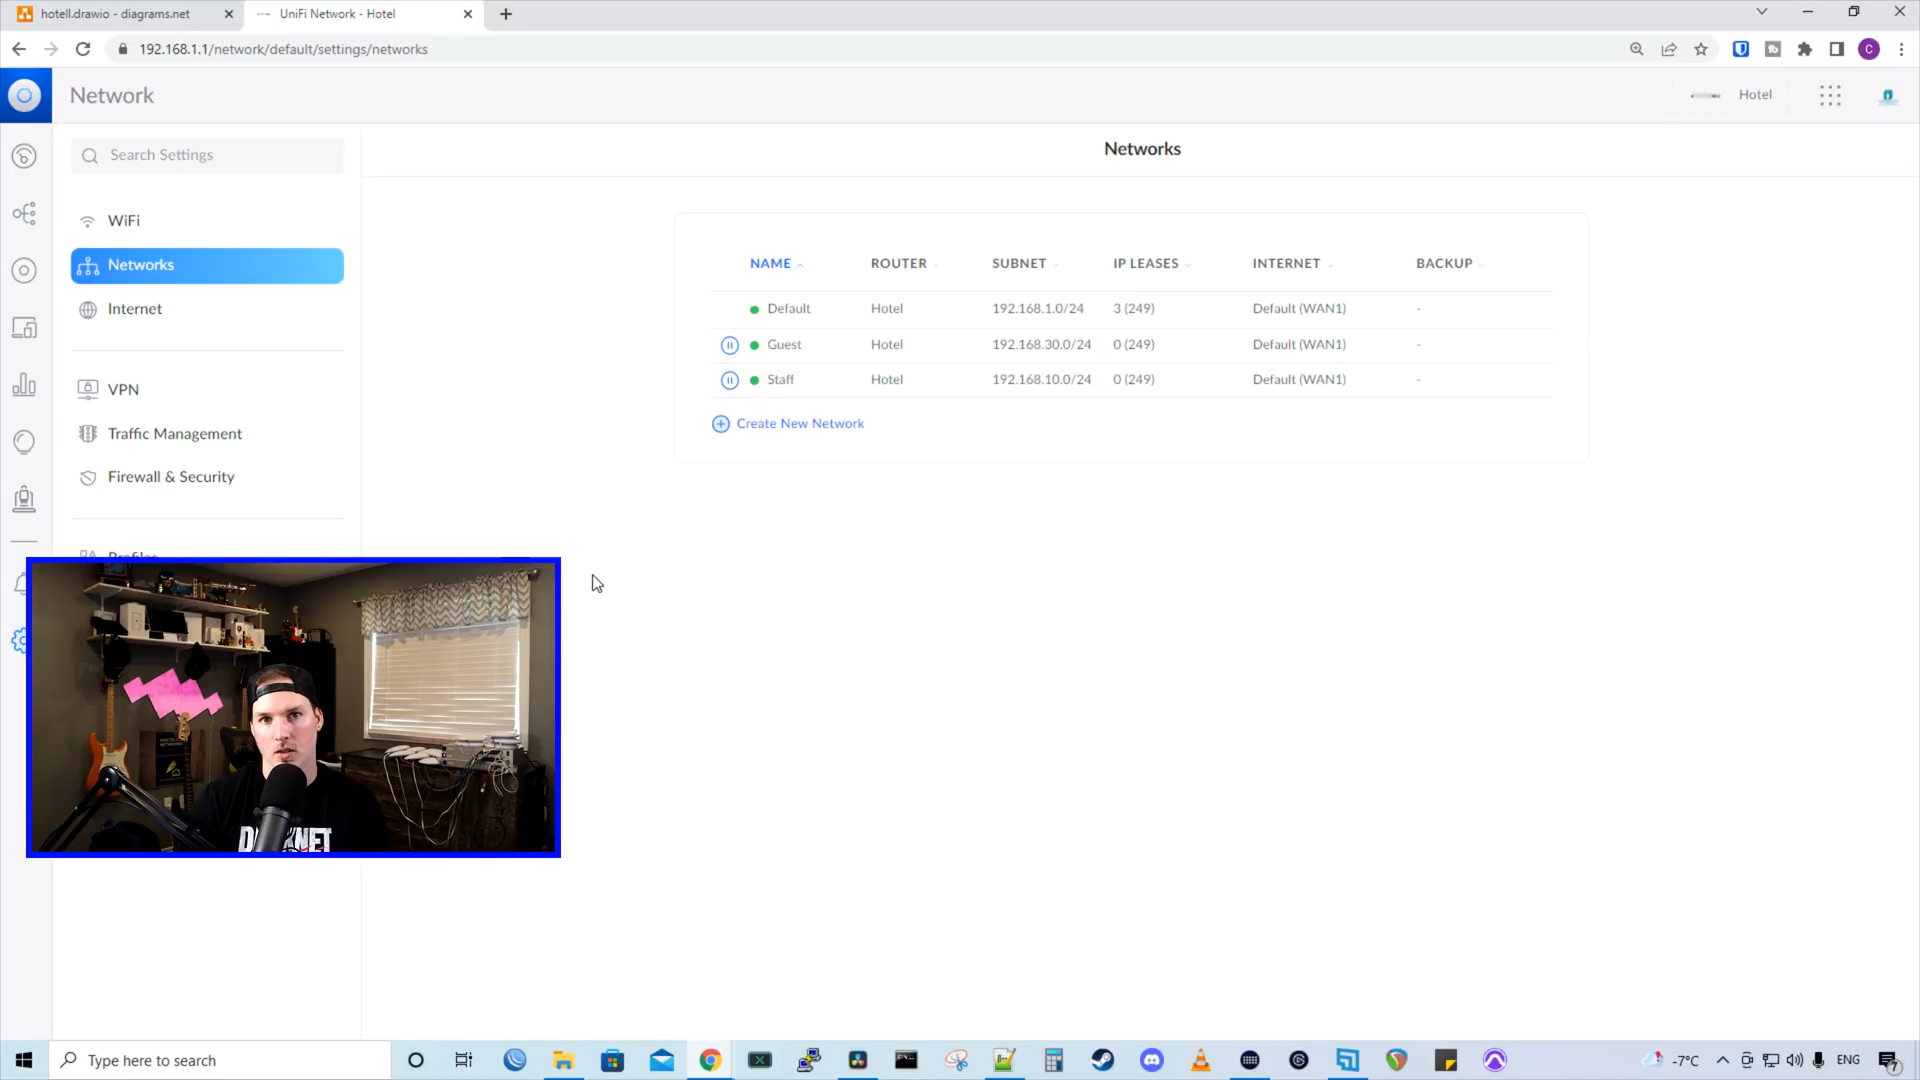 hotell.drawio - diagrams.net
UniFi Network - Hotel
192.168.1.1/network/default/settings/networks
C
Network
Hotel
Search Settings
Networks
WiFi
Networks
Internet
VPN
Traffic Management
Firewall & Security
Profiles
NAME ROUTER SUBNET IP LEASES INTERNET BACKUP
Default Hotel 192.168.1.0/24 3 (249) Default (WAN1) -
Guest Hotel 192.168.30.0/24 0 (249) Default (WAN1) -
Staff Hotel 192.168.10.0/24 0 (249) Default (WAN1) -
Create New Network
Type here to search
-7°C
ENG
7